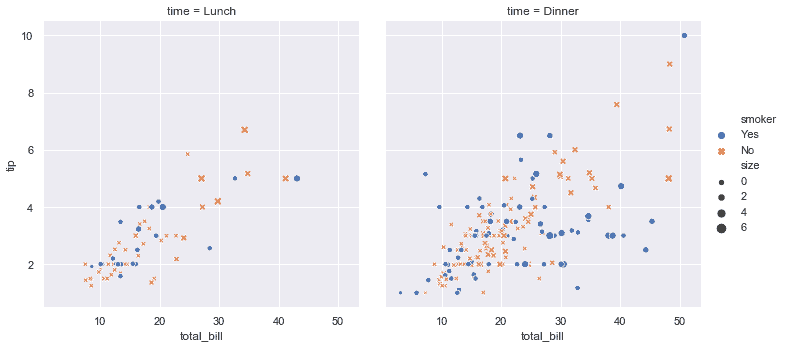 time = Lunch
time = Dinner
10
8
6
4
2
tip
10
20
30
40
50
total_bill
10
20
30
40
50
total_bill
smoker
Yes
No
size
0
2
4
6